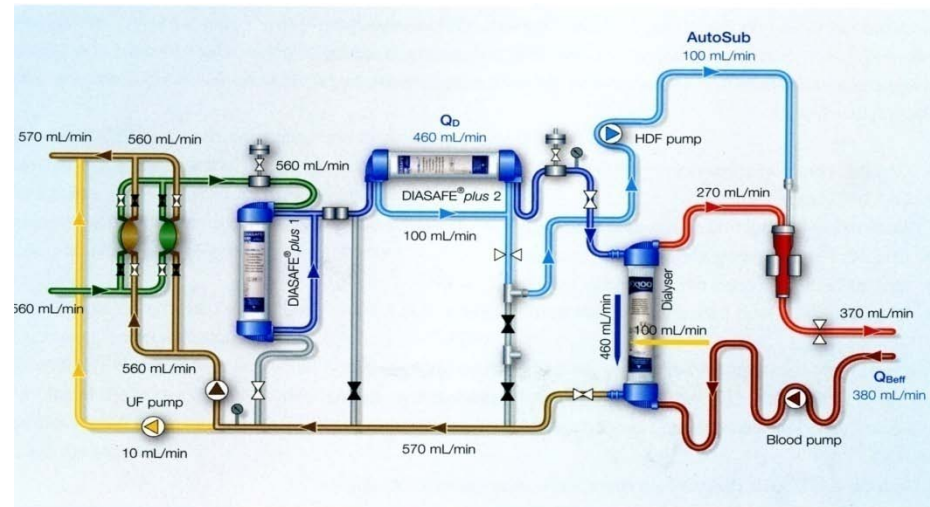 AutoSub
100 mL/min
QD
460 mL/min
570 mL/min
560 mL/min
560 mL/min
HDF pump
DIASAFE®plus 2
270 mL/min
DIASAFE®plus 1
100 mL/min
Dialyser
560 mL/min
460 mL/min
100 mL/min
370 mL/min
560 mL/min
QBeff
380 mL/min
UF pump
10 mL/min
570 mL/min
Blood pump